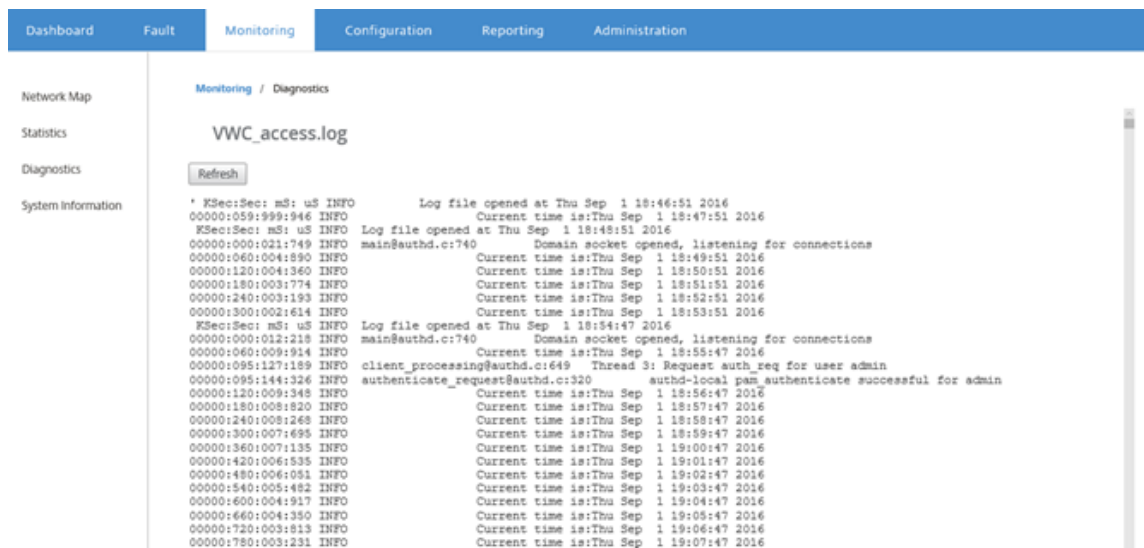 Dashboard Fault Monitoring Configuration Reporting Administration
Network Map
Statistics
Diagnostics
System Information
Monitoring / Diagnostics
VWC_access.log
Refresh
' KSec:Sec: mS: uS INFO Log file opened at Thu Sep 1 18:46:51 2016
00000:059:999:946 INFO Current time is:Thu Sep 1 18:47:51 2016
KSec:Sec: mS: uS INFO Log file opened at Thu Sep 1 18:48:51 2016
00000:000:021:749 INFO main@authd.c:740 Domain socket opened, listening for connections
00000:060:004:890 INFO Current time is:Thu Sep 1 18:49:51 2016
00000:120:004:360 INFO Current time is:Thu Sep 1 18:50:51 2016
00000:180:003:774 INFO Current time is:Thu Sep 1 18:51:51 2016
00000:240:003:193 INFO Current time is:Thu Sep 1 18:52:51 2016
00000:300:002:614 INFO Current time is:Thu Sep 1 18:53:51 2016
KSec:Sec: mS: uS INFO Log file opened at Thu Sep 1 18:54:47 2016
00000:000:012:218 INFO main@authd.c:740 Domain socket opened, listening for connections
00000:060:009:914 INFO Current time is:Thu Sep 1 18:55:47 2016
00000:095:127:189 INFO client_processing@authd.c:649 Thread 3: Request auth_req for user admin
00000:095:144:326 INFO authenticate_request@authd.c:320 authd-local pam_authenticate successful for admin
00000:120:009:348 INFO Current time is:Thu Sep 1 18:56:47 2016
00000:180:008:820 INFO Current time is:Thu Sep 1 18:57:47 2016
00000:240:008:268 INFO Current time is:Thu Sep 1 18:58:47 2016
00000:300:007:695 INFO Current time is:Thu Sep 1 18:59:47 2016
00000:360:007:135 INFO Current time is:Thu Sep 1 19:00:47 2016
00000:420:006:535 INFO Current time is:Thu Sep 1 19:01:47 2016
00000:480:006:051 INFO Current time is:Thu Sep 1 19:02:47 2016
00000:540:005:482 INFO Current time is:Thu Sep 1 19:03:47 2016
00000:600:004:917 INFO Current time is:Thu Sep 1 19:04:47 2016
00000:660:004:350 INFO Current time is:Thu Sep 1 19:05:47 2016
00000:720:003:813 INFO Current time is:Thu Sep 1 19:06:47 2016
00000:780:003:231 INFO Current time is:Thu Sep 1 19:07:47 2016